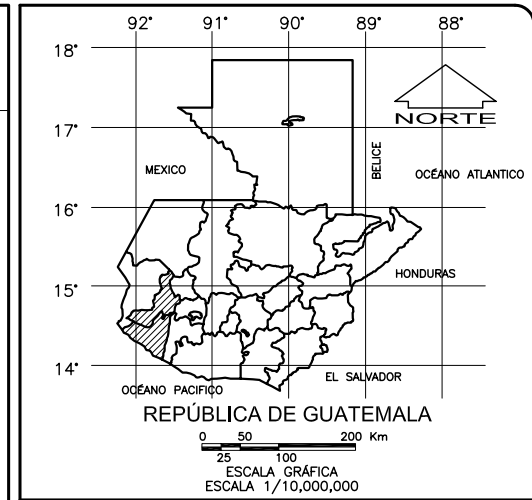 92° 91° 90° 89° 88°
18°
NORTE
17°
MEXICO
BELICE
OCÉANO ATLANTICO
16°
HONDURAS
15°
14°
OCÉANO PACIFICO
EL SALVADOR
REPÚBLICA DE GUATEMALA
0 50 200 Km
25 100
ESCALA GRÁFICA
ESCALA 1/10,000,000